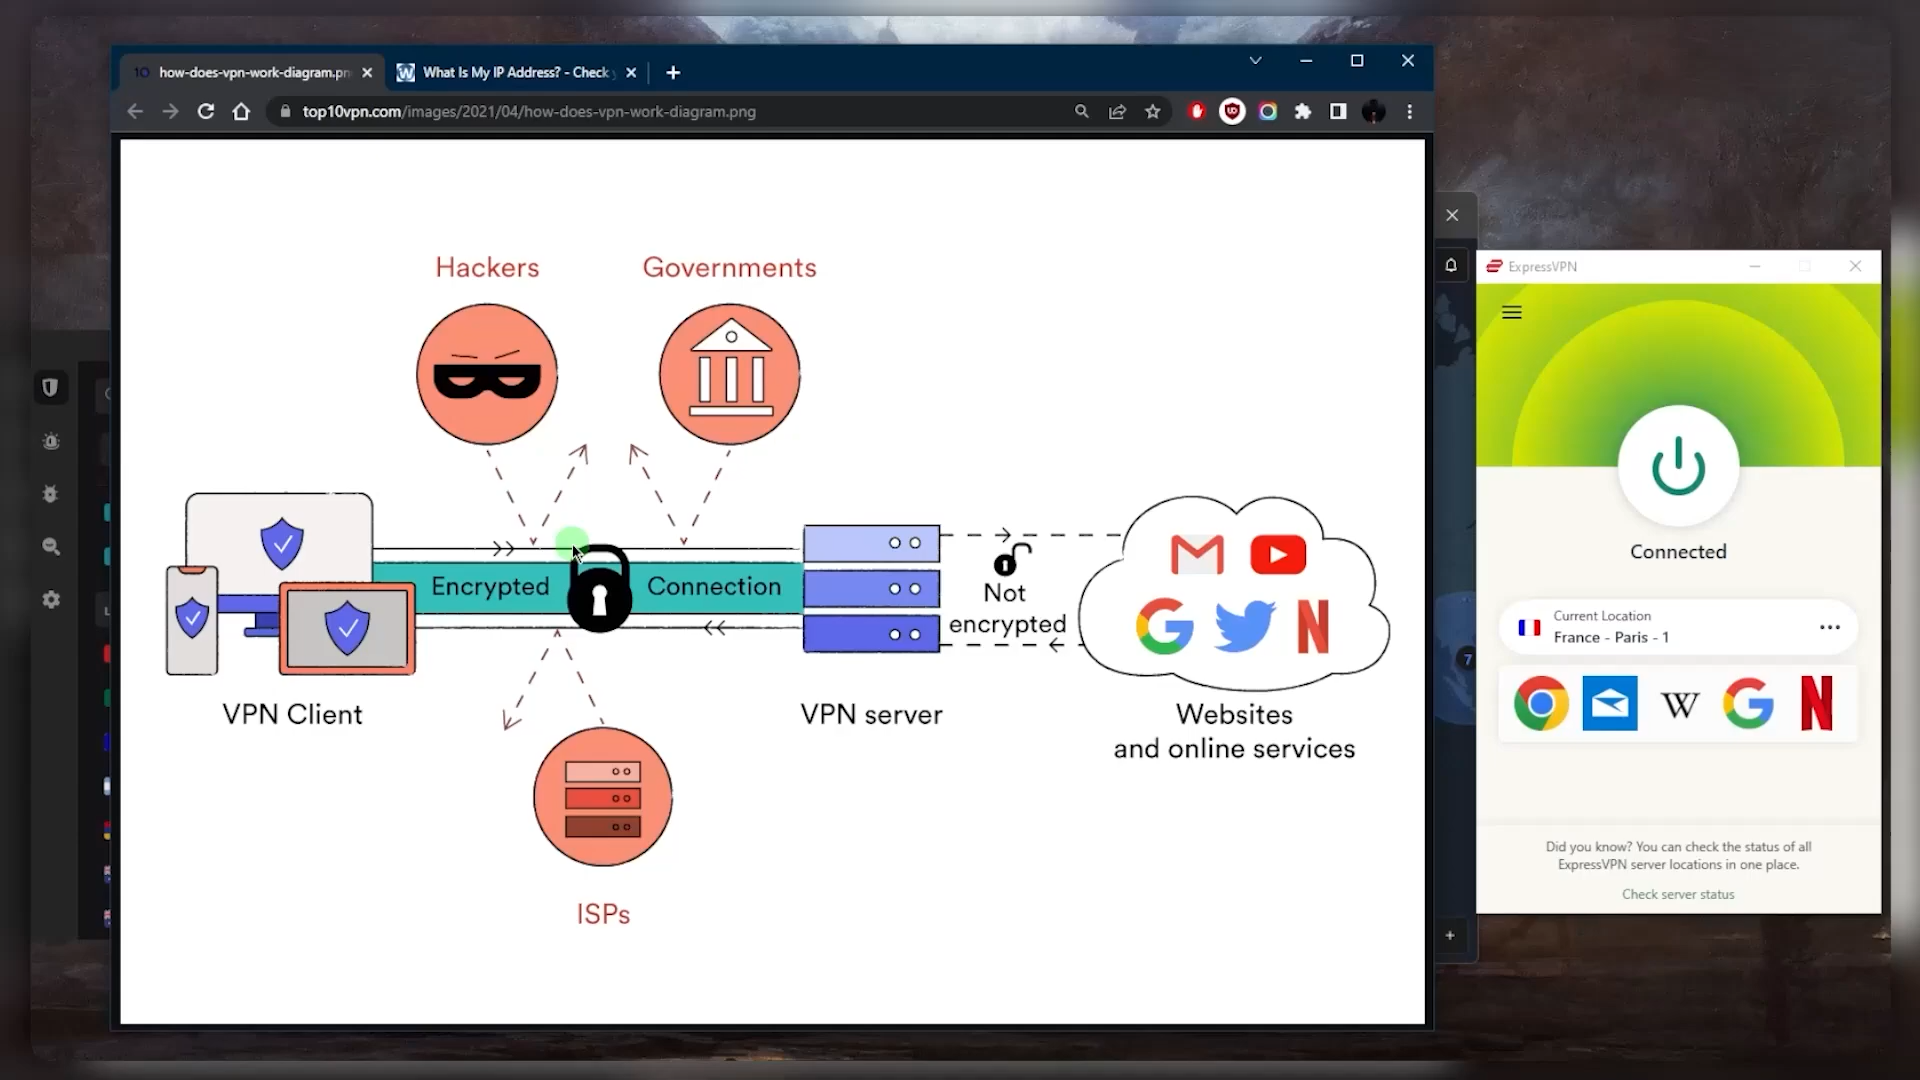 how-does-vpn-work-diagram.pn
What Is My IP Address? - Check
top10vpn.com/images/2021/04/how-does-vpn-work-diagram.png
Hackers
Governments
Encrypted
Connection
Not
encrypted
VPN Client
VPN server
Websites
and online services
ISPs
ExpressVPN
Connected
Current Location
France - Paris - 1
W
Did you know? You can check the status of all
ExpressVPN server locations in one place.
Check server status
7